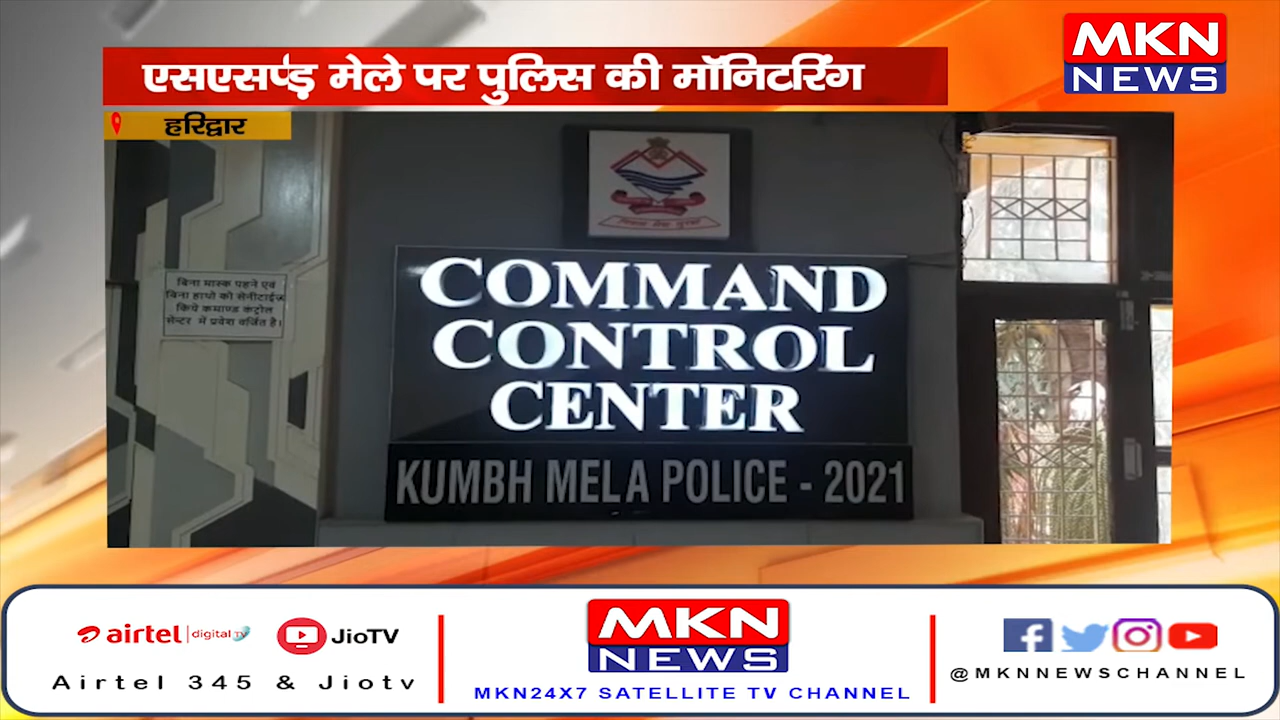 एसएसप्ड़ मेले पर पुलिस की मॉनिटरिंग
MKN
NEWS
हरिद्वार
बिना मास्क पहने एवं
बिना हाथो को सेनीटाईज
किये कमाण्ड कंट्रोल
सेन्टर में प्रवेश वर्जित है।
COMMAND
CONTROL
CENTER
KUMBH MELA POLICE - 2021
airtel digital TV
JioTV
Airtel 345 & Jiotv
MKN
NEWS
MKN24X7 SATELLITE TV CHANNEL
@MKNNEWSCHANNEL